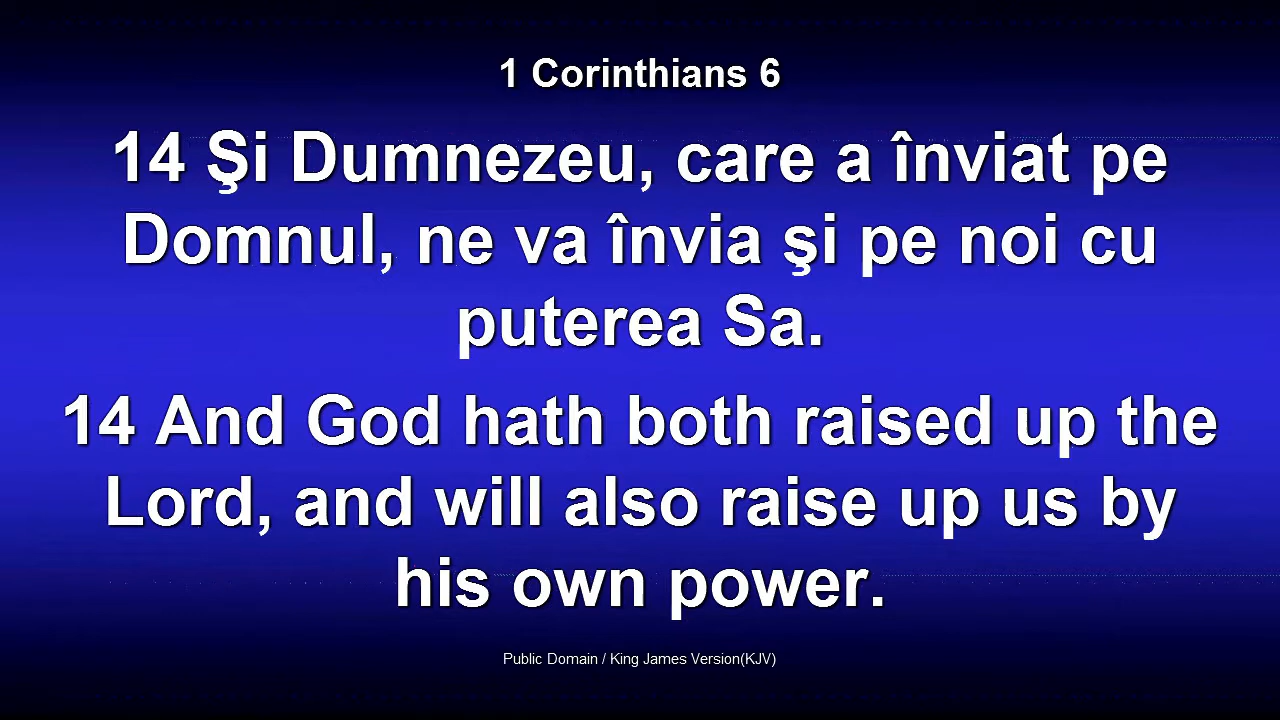 1 Corinthians 6
14 Şi Dumnezeu, care a înviat pe
Domnul, ne va învia şi pe noi cu
puterea Sa.
14 And God hath both raised up the
Lord, and will also raise up us by
his own power.
Public Domain / King James Version(KJV)